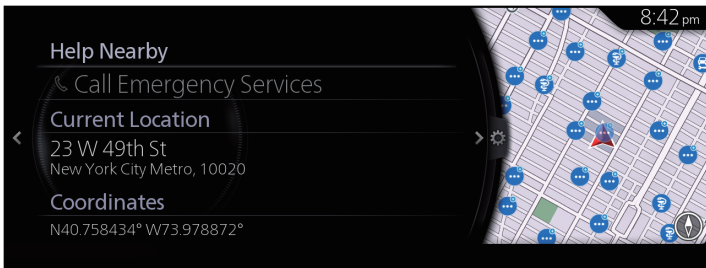 8:42 pm
Help Nearby
Call Emergency Services
Current Location
23 W 49th St
New York City Metro, 10020
Coordinates
N40.758434° W73.978872°